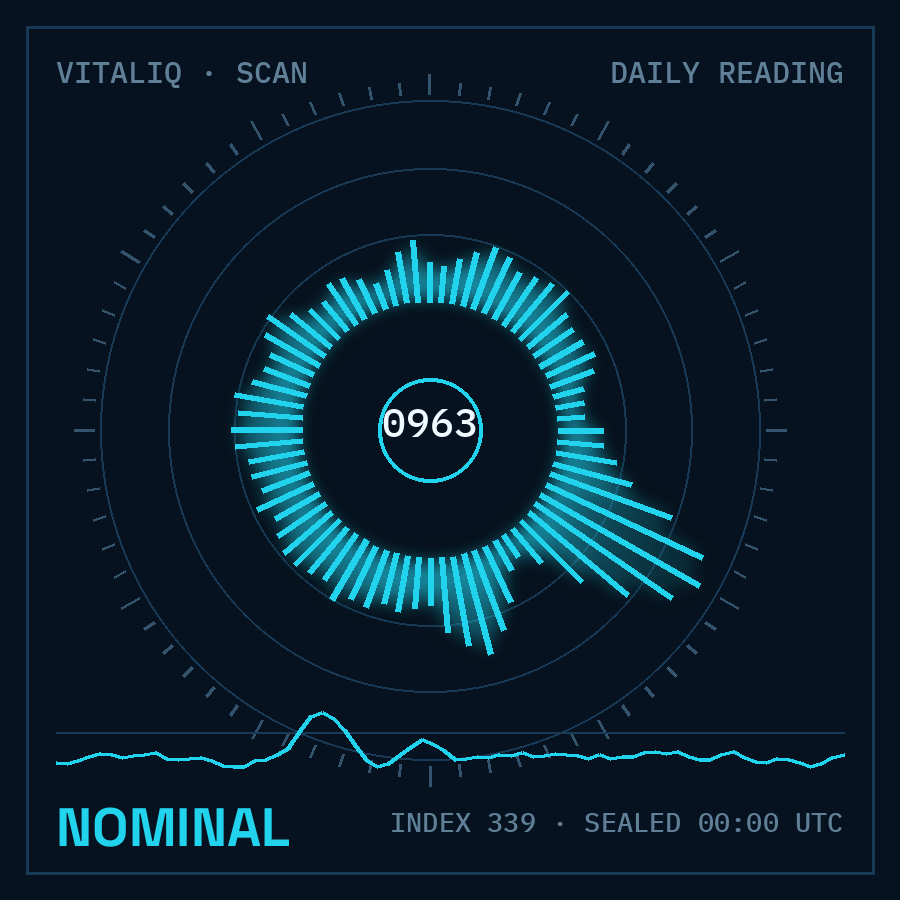 VITALIQ · SCAN
DAILY READING
0963
NOMINAL
INDEX 339 · SEALED 00:00 UTC